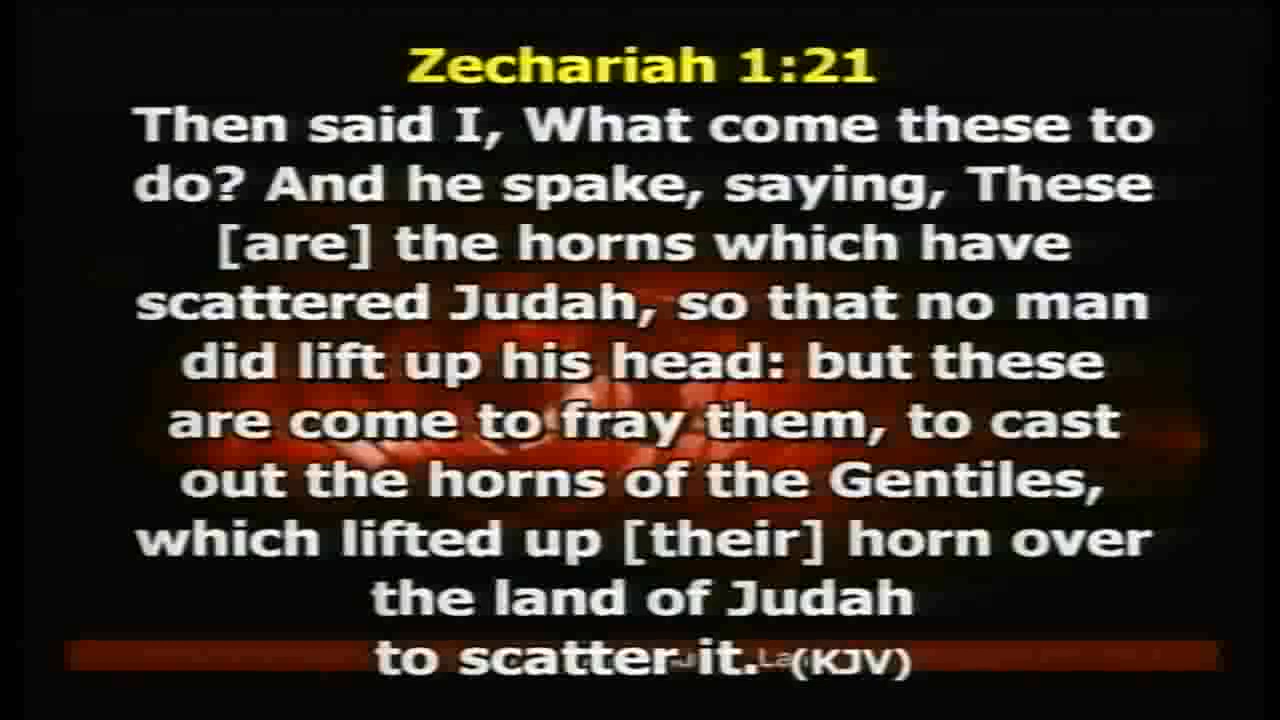 Zechariah 1:21
Then said I, What come these to
do? And he spake, saying, These
[are] the horns which have
scattered Judah, so that no man
did lift up his head: but these
are come to fray them, to cast
out the horns of the Gentiles,
which lifted up [their] horn over
the land of Judah
to scatter it. (KJV)